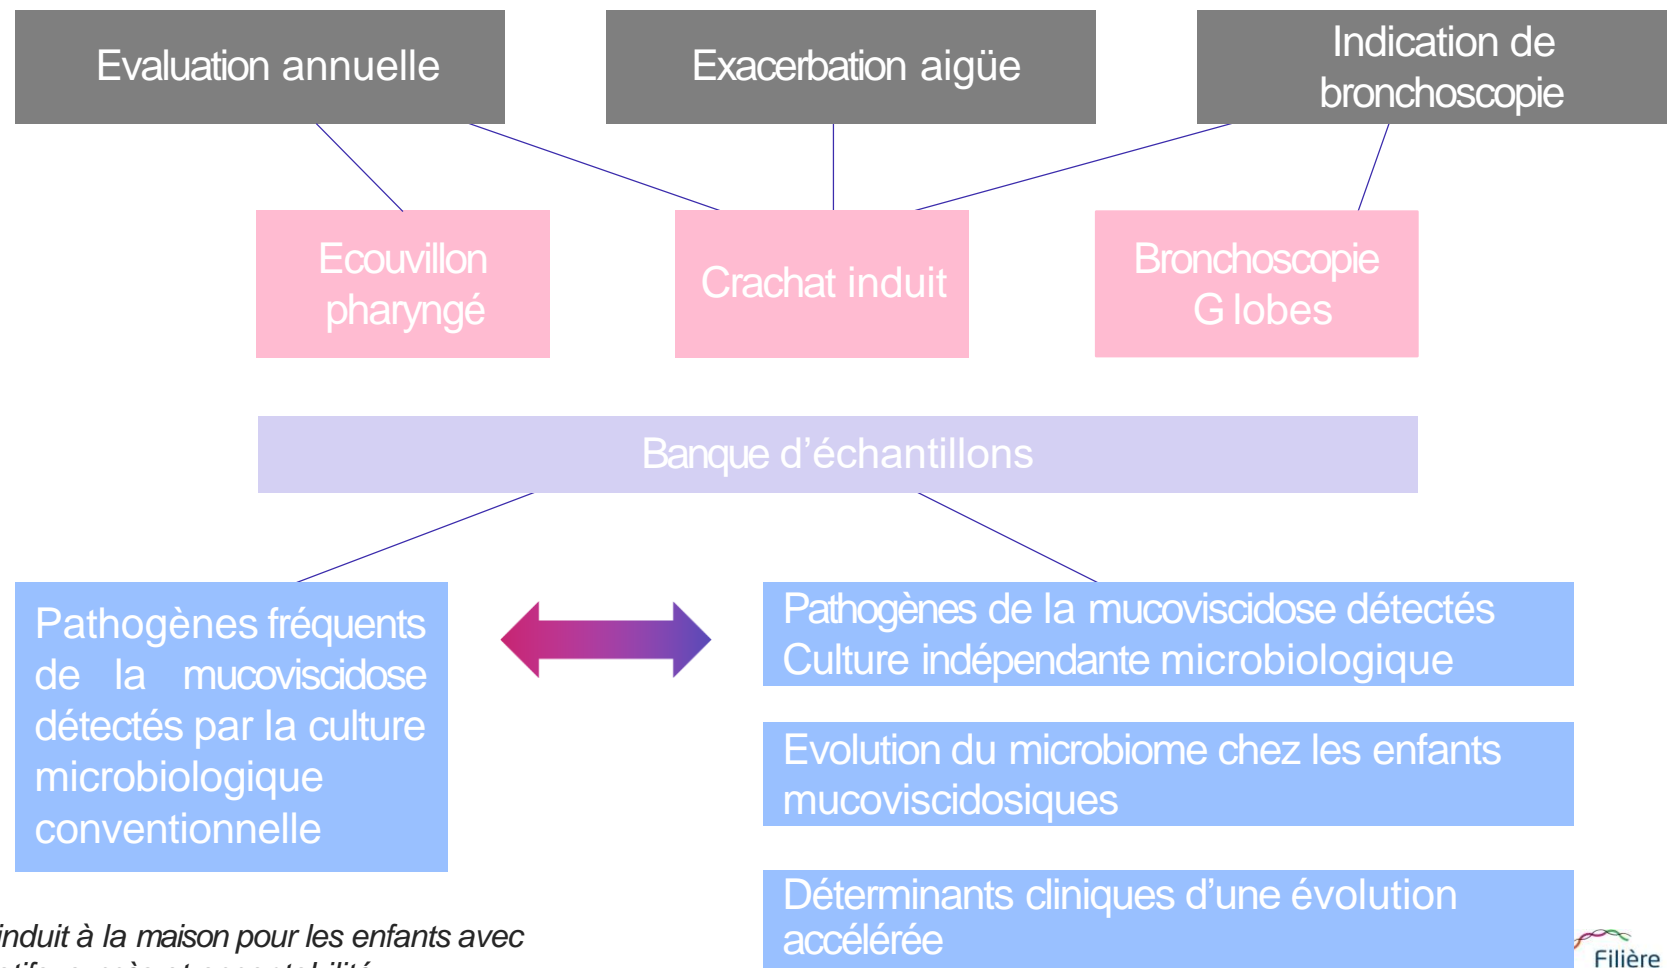 Evaluation annuelle
Exacerbation aigüe
Indication de
bronchoscopie
Ecouvillon
pharyngé
Crachat induit
Bronchoscopie
G lobes
Banque d’échantillons
Pathogènes fréquents
de la mucoviscidose
détectés par la culture
microbiologique
conventionnelle
Pathogènes de la mucoviscidose détectés
Culture indépendante microbiologique
Evolution du microbiome chez les enfants
mucoviscidosiques
Déterminants cliniques d’une évolution
accélérée
induit à la maison pour les enfants avec
Filière